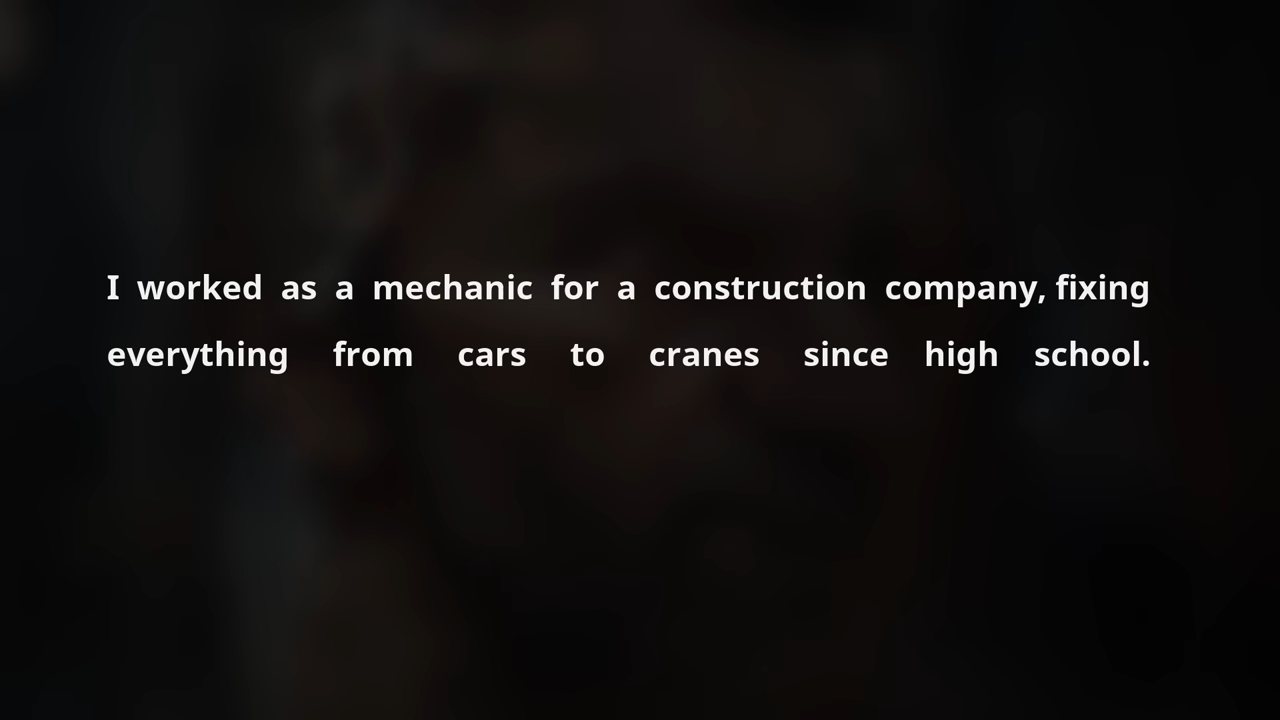 I worked as a mechanic for a construction company, fixing
everything from cars to cranes since high school.